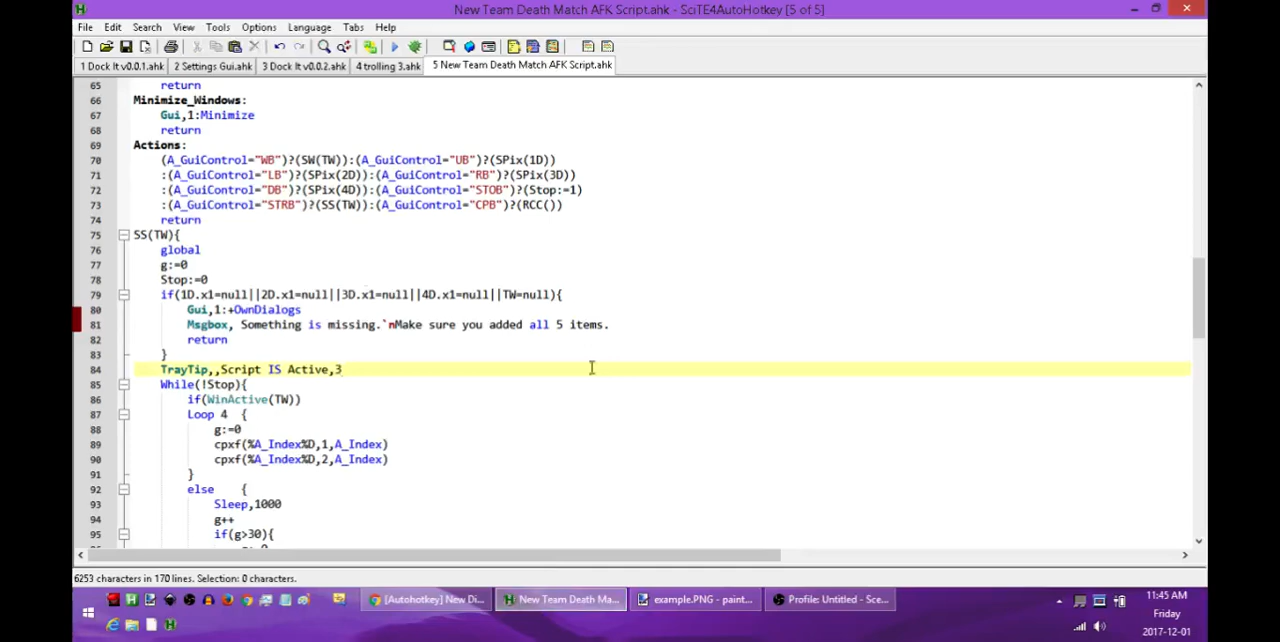 New Team Death Match AFK Script.ahk - SciTE4AutoHotkey [5 of 5]
File Edit Search View Tools Options Language Tabs Help
1 Dock It v0.0.1.ahk 2 Settings Gui.ahk 3 Dock It v0.0.2.ahk 4 trolling 3.ahk 5 New Team Death Match AFK Script.ahk
65 return
66 Minimize_Windows:
67 Gui,1:Minimize
68 return
69 Actions:
70 (A_GuiControl="WB")?(SW(TW)):(A_GuiControl="UB")?(SPix(1D))
71 :(A_GuiControl="LB")?(SPix(2D)):(A_GuiControl="RB")?(SPix(3D))
72 :(A_GuiControl="DB")?(SPix(4D)):(A_GuiControl="STOB")?(Stop:=1)
73 :(A_GuiControl="STRB")?(SS(TW)):(A_GuiControl="CPB")?(RCC())
74 return
75 SS(TW){
76 global
77 g:=0
78 Stop:=0
79 if(1D.x1=null||2D.x1=null||3D.x1=null||4D.x1=null||TW=null){
80 Gui,1:+OwnDialogs
81 Msgbox, Something is missing.`nMake sure you added all 5 items.
82 return
83 }
84 TrayTip,,Script IS Active,3
85 While(!Stop){
86 if(WinActive(TW))
87 Loop 4 {
88 g:=0
89 cpxf(%A_Index%D,1,A_Index)
90 cpxf(%A_Index%D,2,A_Index)
91 }
92 else {
93 Sleep,1000
94 g++
95 if(g>30){
6253 characters in 170 lines. Selection: 0 characters.
[Autohotkey] New Di... New Team Death Ma... example.PNG - paint... Profile: Untitled - Sce...
11:45 AM
Friday
2017-12-01